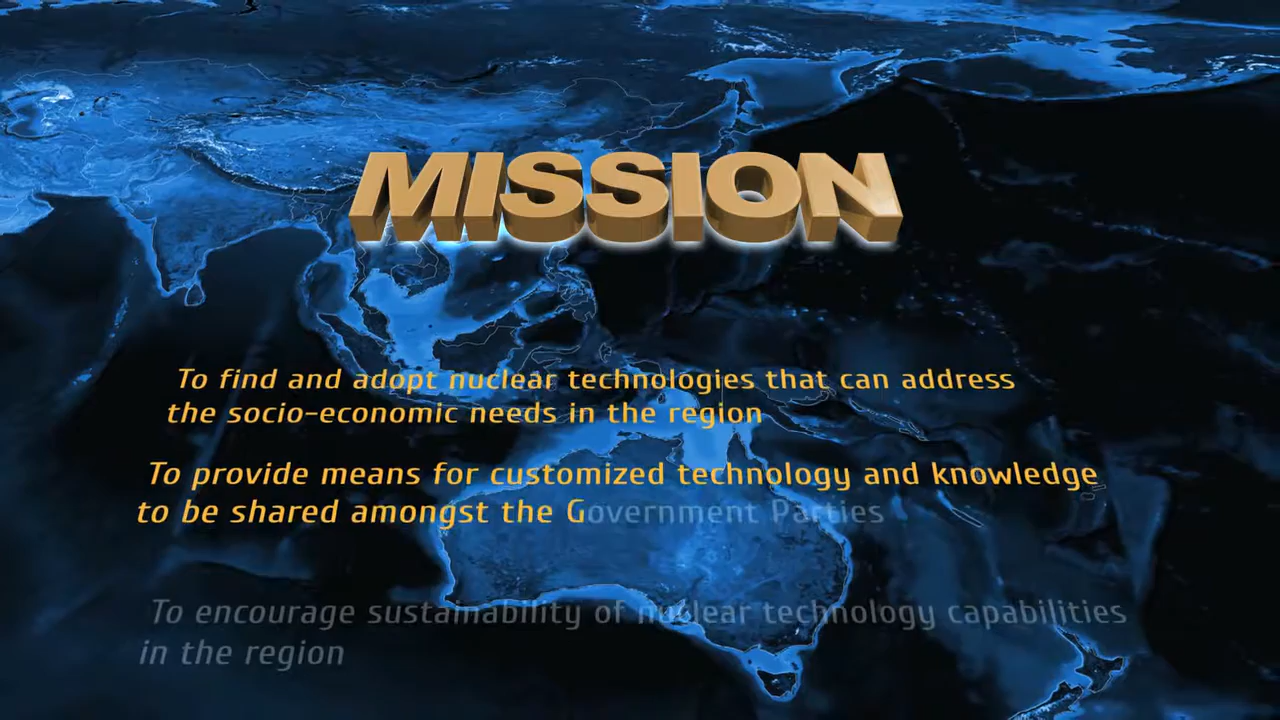 MISSION
To find and adopt nuclear technologies that can address
the socio-economic needs in the region
To provide means for customized technology and knowledge
to be shared amongst the Government Parties
To encourage sustainability of nuclear technology capabilities
in the region